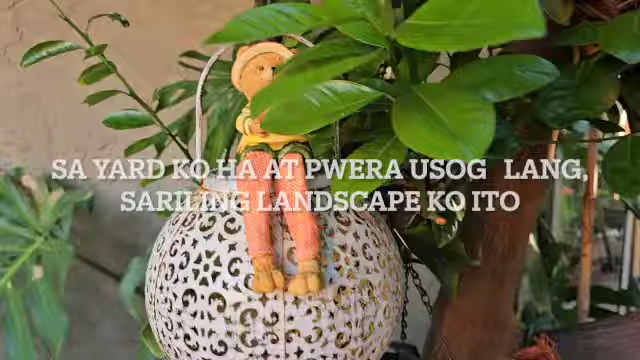 SA YARD KO HA AT PWERA USOG LANG,
SARILING LANDSCAPE KO ITO